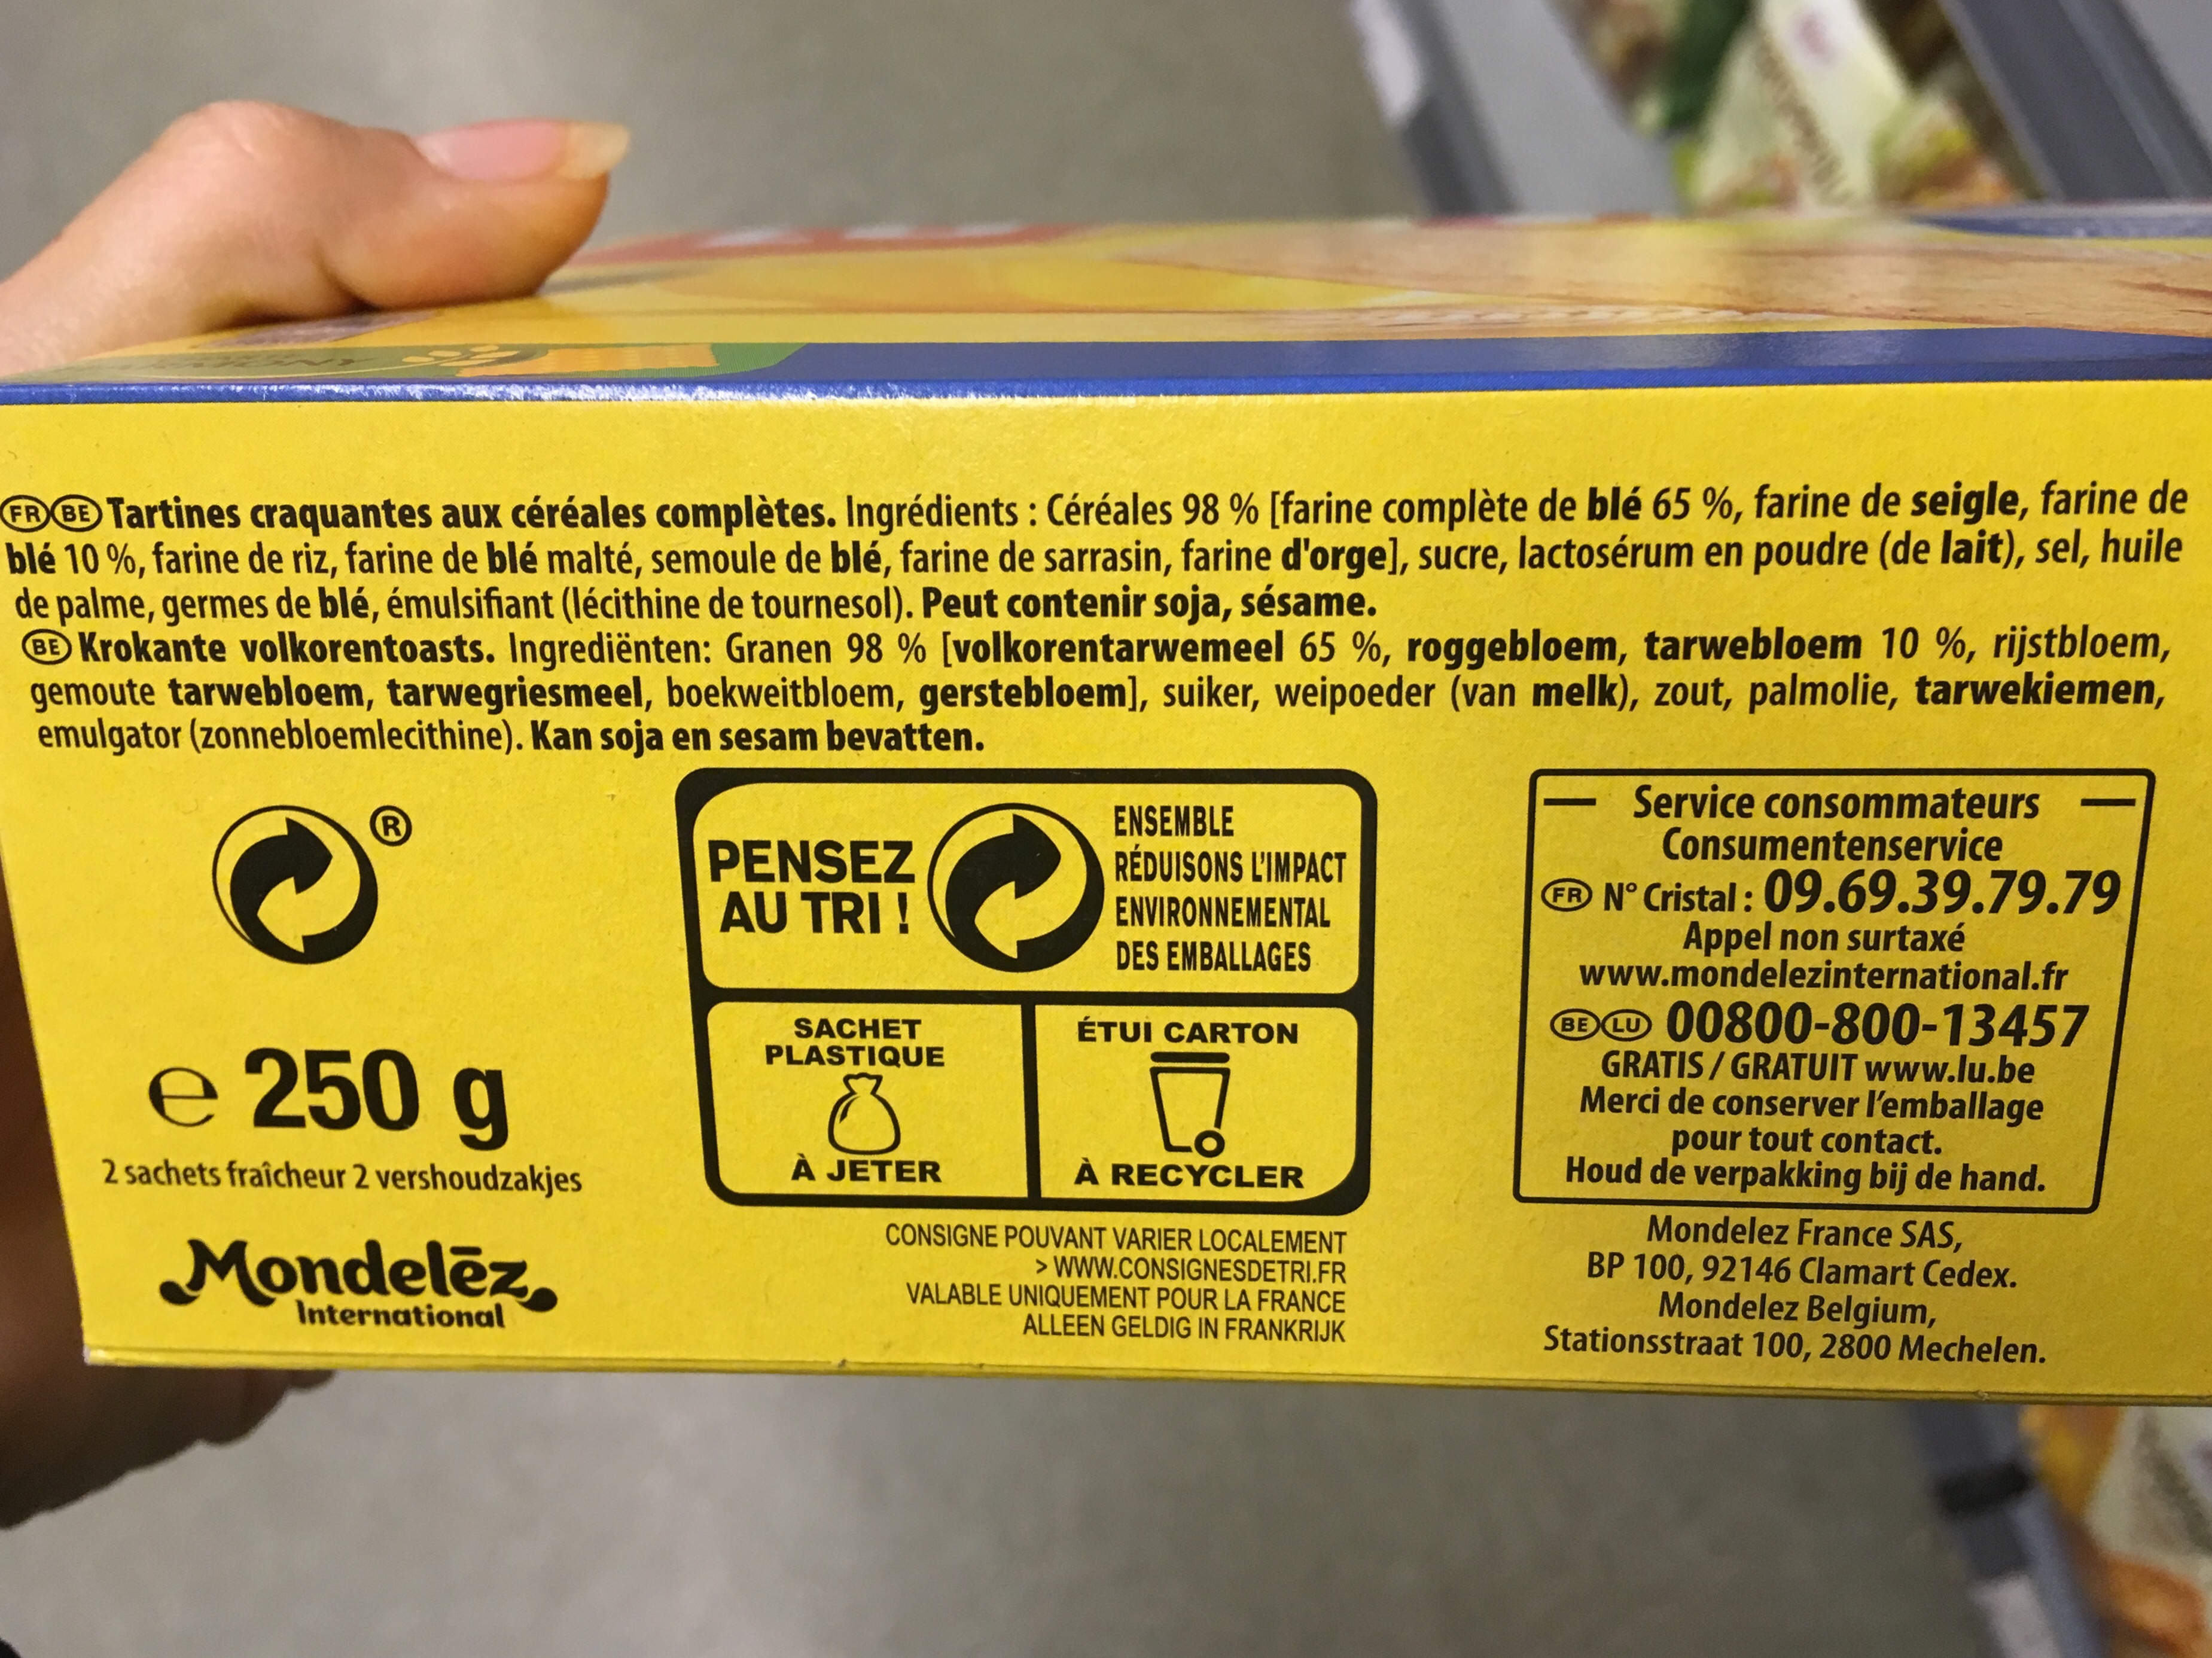 FR BE Tartines craquantes aux céréales complètes. Ingrédients : Céréales 98 % [farine complète de blé 65 %, farine de seigle, farine de
blé 10 %, farine de riz, farine de blé malté, semoule de blé, farine de sarrasin, farine d'orge], sucre, lactosérum en poudre (de lait), sel, huile
de palme, germes de blé, émulsifiant (lécithine de tournesol). Peut contenir soja, sésame.
BE Krokante volkorentoasts. Ingrediënten: Granen 98 % [volkorentarwemeel 65 %, roggebloem, tarwebloem 10 %, rijstbloem,
gemoute tarwebloem, tarwegriesmeel, boekweitbloem, gerstebloem], suiker, weipoeder (van melk), zout, palmolie, tarwekiemen,
emulgator (zonnebloemlecithine). Kan soja en sesam bevatten.
®
e 250 g
2 sachets fraîcheur 2 vershoudzakjes
Mondelēz
International
PENSEZ
AU TRI !
ENSEMBLE
RÉDUISONS L'IMPACT
ENVIRONNEMENTAL
DES EMBALLAGES
SACHET
PLASTIQUE
À JETER
ÉTUI CARTON
À RECYCLER
CONSIGNE POUVANT VARIER LOCALEMENT
> WWW.CONSIGNESDETRI.FR
VALABLE UNIQUEMENT POUR LA FRANCE
ALLEEN GELDIG IN FRANKRIJK
Service consommateurs
Consumentenservice
FR N° Cristal : 09.69.39.79.79
Appel non surtaxé
www.mondelezinternational.fr
BE LU 00800-800-13457
GRATIS / GRATUIT www.lu.be
Merci de conserver l'emballage
pour tout contact.
Houd de verpakking bij de hand.
Mondelez France SAS,
BP 100, 92146 Clamart Cedex.
Mondelez Belgium,
Stationsstraat 100, 2800 Mechelen.